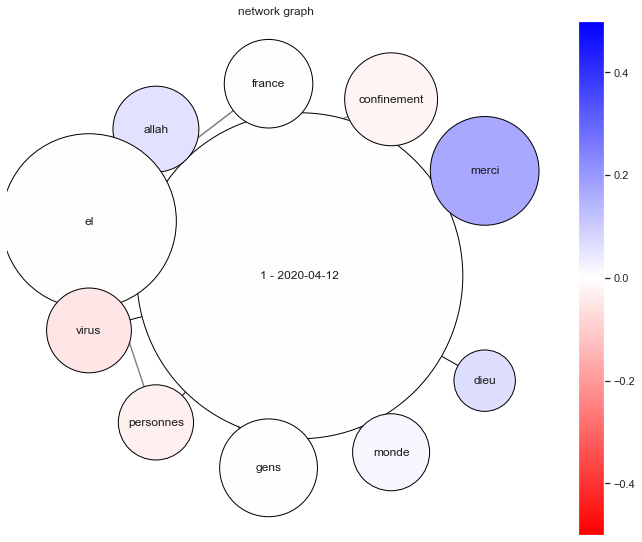 network graph
france
confinement
allah
merci
el
1 - 2020-04-12
virus
dieu
personnes
monde
gens
0.4
0.2
0.0
−0.2
−0.4